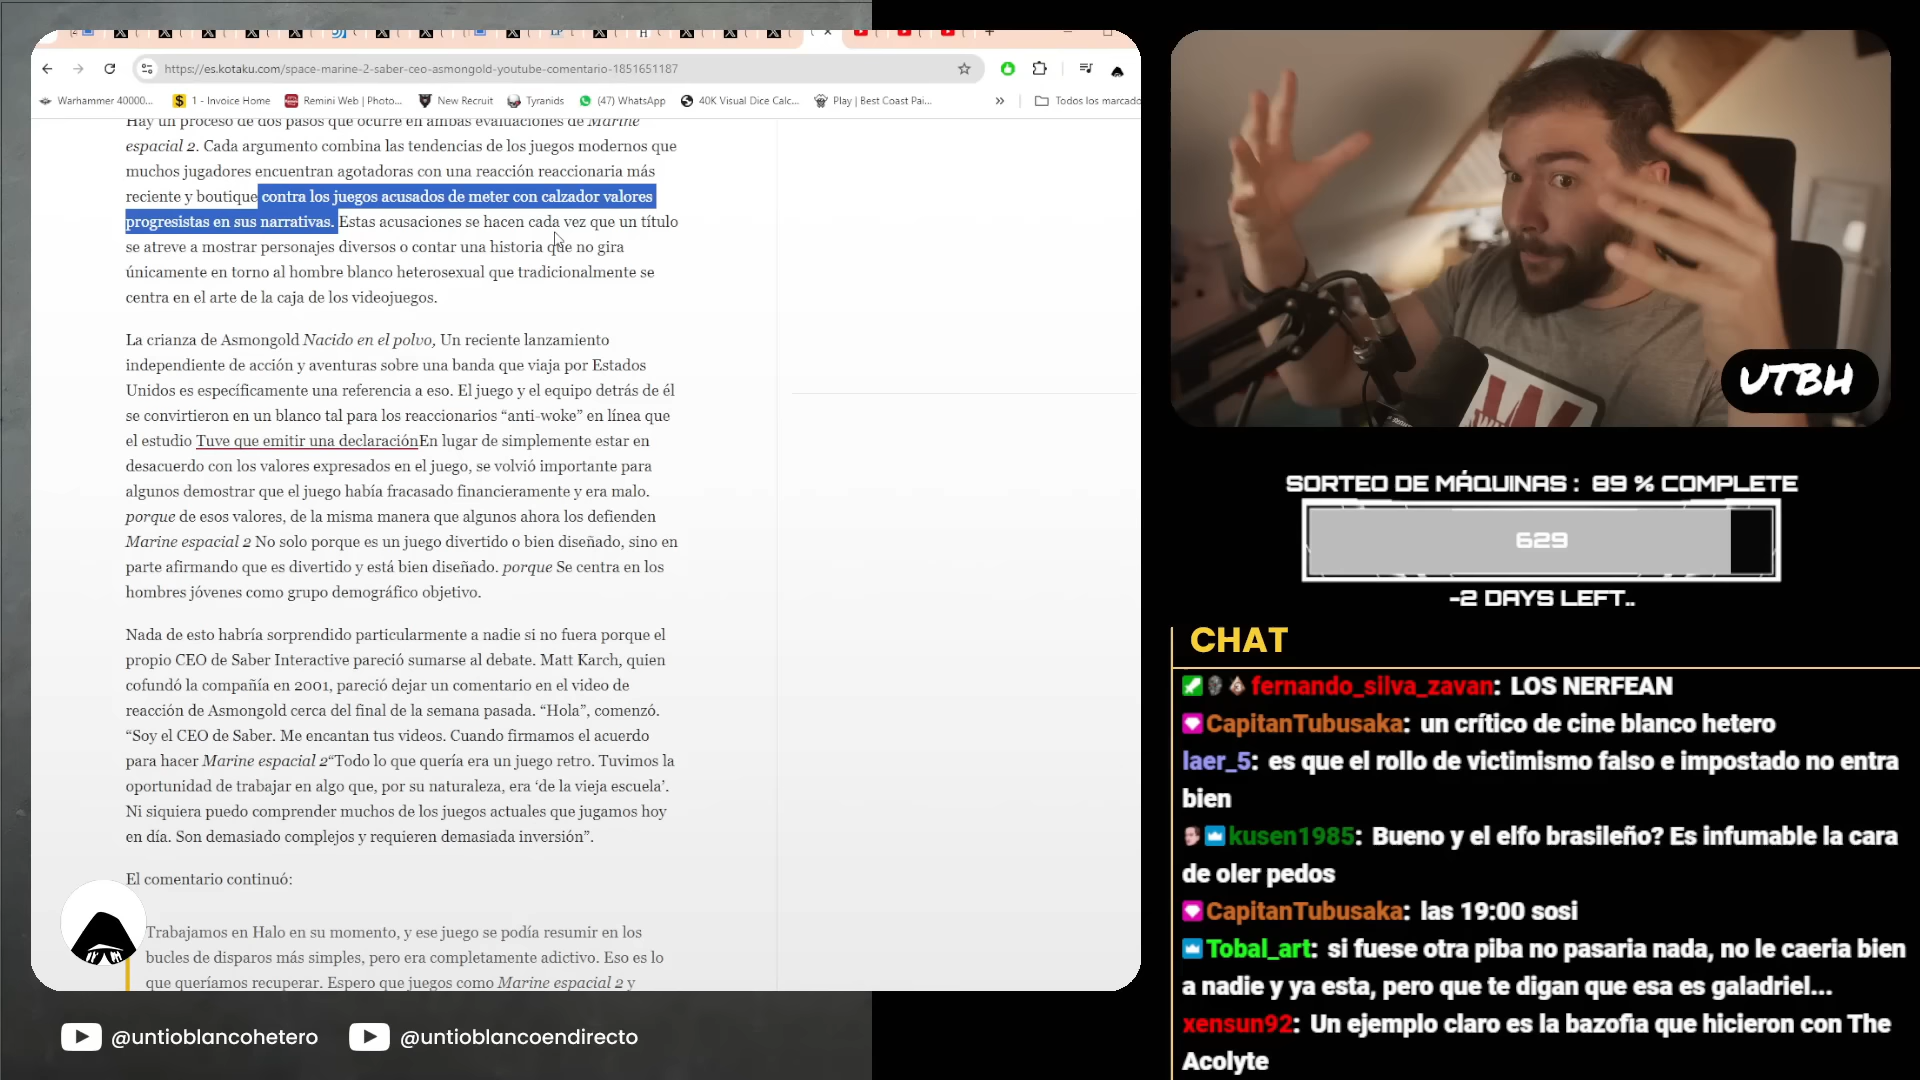 https://es.kotaku.com/space-marine-2-saber-ceo-asmongold-youtube-comentario-1851651187
Warhammer 40000...
1 - Invoice Home
Remini Web | Photo...
New Recruit
Tyranids
(47) WhatsApp
40K Visual Dice Calc...
Play | Best Coast Pai...
»
Todos los marcado
Hay un proceso de dos pasos que ocurre en ambas evaluaciones de Marine
espacial 2. Cada argumento combina las tendencias de los juegos modernos que
muchos jugadores encuentran agotadoras con una reacción reaccionaria más
reciente y boutique contra los juegos acusados de meter con calzador valores
progresistas en sus narrativas. Estas acusaciones se hacen cada vez que un título
se atreve a mostrar personajes diversos o contar una historia que no gira
únicamente en torno al hombre blanco heterosexual que tradicionalmente se
centra en el arte de la caja de los videojuegos.
La crianza de Asmongold Nacido en el polvo, Un reciente lanzamiento
independiente de acción y aventuras sobre una banda que viaja por Estados
Unidos es específicamente una referencia a eso. El juego y el equipo detrás de él
se convirtieron en un blanco tal para los reaccionarios “anti-woke” en línea que
el estudio Tuve que emitir una declaraciónEn lugar de simplemente estar en
desacuerdo con los valores expresados en el juego, se volvió importante para
algunos demostrar que el juego había fracasado financieramente y era malo.
porque de esos valores, de la misma manera que algunos ahora los defienden
Marine espacial 2 No solo porque es un juego divertido o bien diseñado, sino en
parte afirmando que es divertido y está bien diseñado. porque Se centra en los
hombres jóvenes como grupo demográfico objetivo.
Nada de esto habría sorprendido particularmente a nadie si no fuera porque el
propio CEO de Saber Interactive pareció sumarse al debate. Matt Karch, quien
cofundó la compañía en 2001, pareció dejar un comentario en el video de
reacción de Asmongold cerca del final de la semana pasada. “Hola”, comenzó.
“Soy el CEO de Saber. Me encantan tus videos. Cuando firmamos el acuerdo
para hacer Marine espacial 2“Todo lo que quería era un juego retro. Tuvimos la
oportunidad de trabajar en algo que, por su naturaleza, era ‘de la vieja escuela’.
Ni siquiera puedo comprender muchos de los juegos actuales que jugamos hoy
en día. Son demasiado complejos y requieren demasiada inversión”.
El comentario continuó:
Trabajamos en Halo en su momento, y ese juego se podía resumir en los
bucles de disparos más simples, pero era completamente adictivo. Eso es lo
que queríamos recuperar. Espero que juegos como Marine espacial 2 y
@untioblancohetero
@untioblancoendirecto
UTBH
SORTEO DE MÁQUINAS : 89 % COMPLETE
629
-2 DAYS LEFT..
CHAT
fernando_silva_zavan: LOS NERFEAN
CapitanTubusaka: un crítico de cine blanco hetero
laer_5: es que el rollo de victimismo falso e impostado no entra
bien
kusen1985: Bueno y el elfo brasileño? Es infumable la cara
de oler pedos
CapitanTubusaka: las 19:00 sosi
Tobal_art: si fuese otra piba no pasaria nada, no le caeria bien
a nadie y ya esta, pero que te digan que esa es galadriel...
xensun92: Un ejemplo claro es la bazofia que hicieron con The
Acolyte